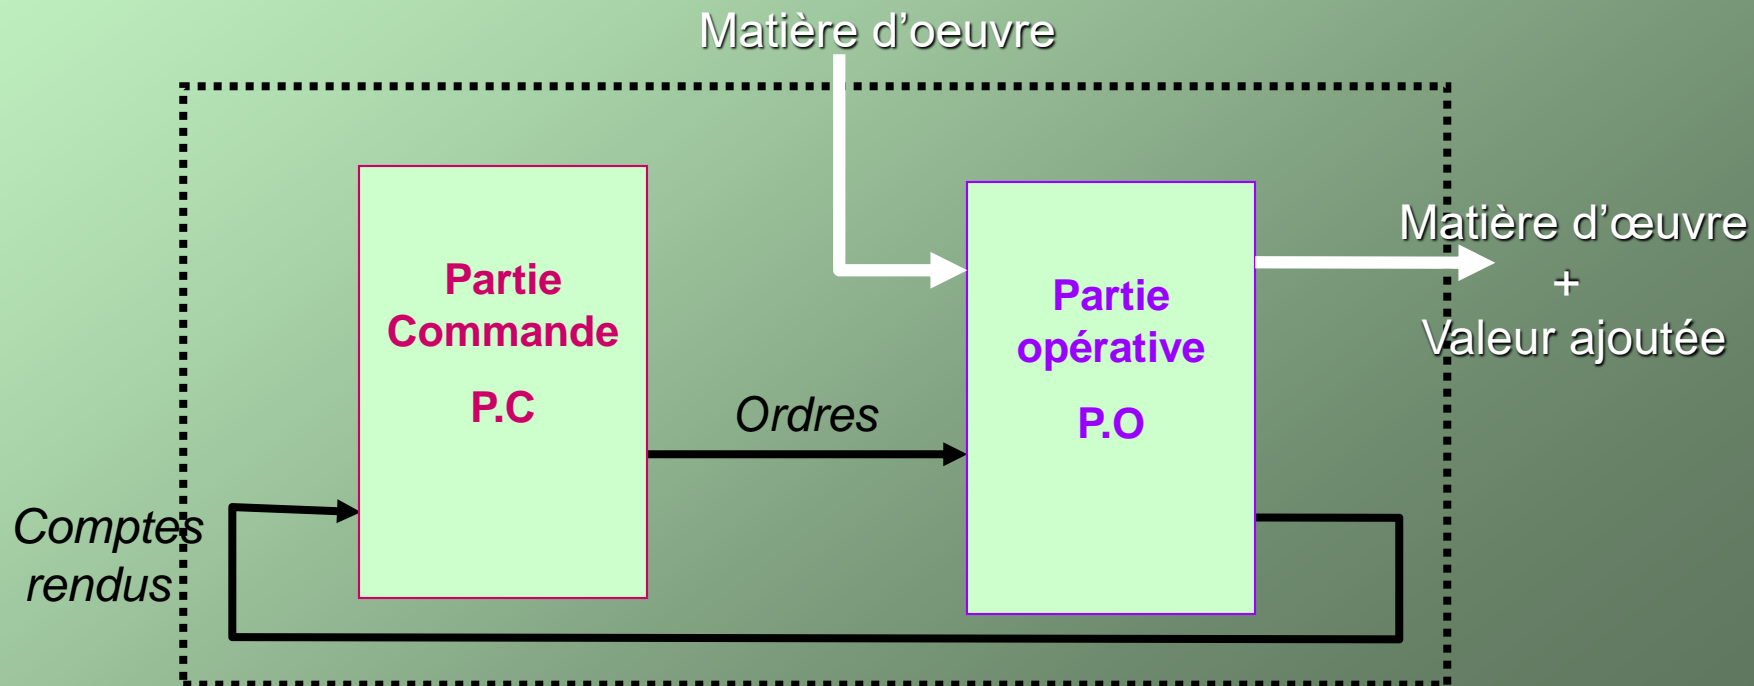 Matière d’oeuvre
Partie
Commande
P.C
Ordres
Partie
opérative
P.O
Matière d’œuvre
+
Valeur ajoutée
Comptes
rendus